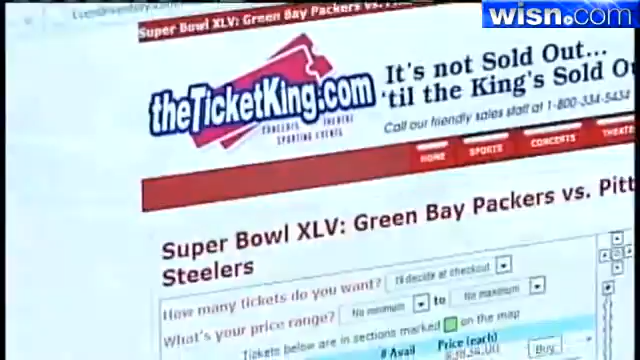 wisn.com
Super Bowl XLV: Green Bay Packers vs.
theTicketKing.com
CONCERTS THEATRE
SPORTING EVENTS
It's not Sold Out...
'til the King's Sold
Call our friendly sales staff at 1-800-334-5434
HOME SPORTS CONCERTS
Super Bowl XLV: Green Bay Packers vs. Pitt
Steelers
How many tickets do you want? I'll decide at checkout
What's your price range? No minimum to No maximum
Tickets below are in sections marked on the map
# Avail Price (each)
Buy